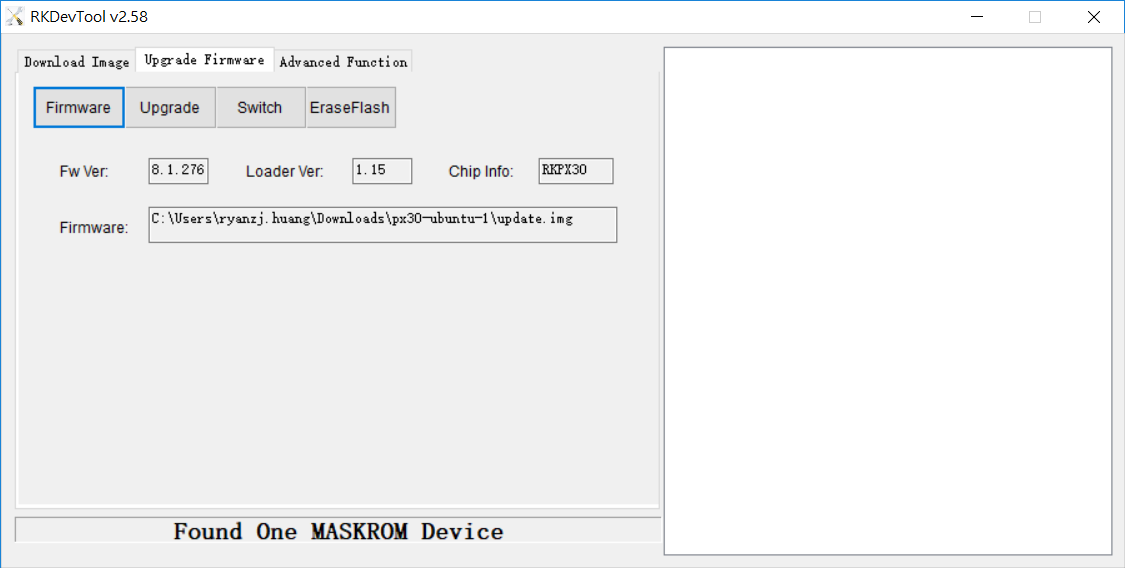 RKDevTool v2.58
Download Image Upgrade Firmware Advanced Function
Firmware Upgrade Switch EraseFlash
Fw Ver: 8.1.276 Loader Ver: 1.15 Chip Info: RKPX30
Firmware: C:\Users\ryanzj.huang\Downloads\px30-ubuntu-1\update.img
Found One MASKROM Device